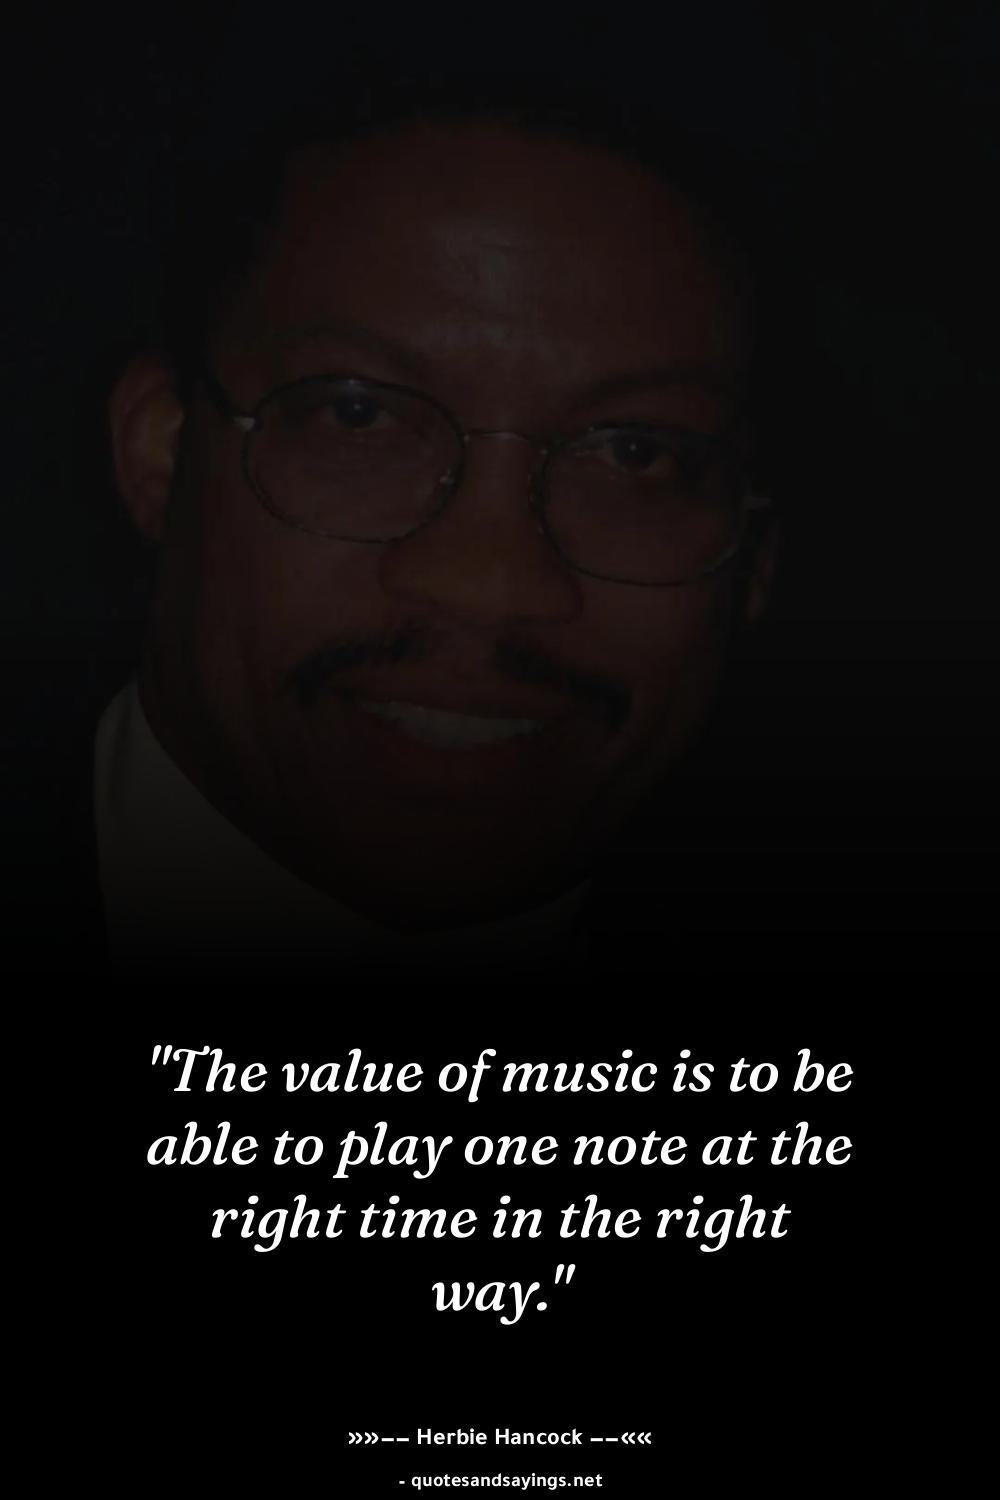 "The value of music is to be
able to play one note at the
right time in the right
way."
»»-- Herbie Hancock --««
- quotesandsayings.net